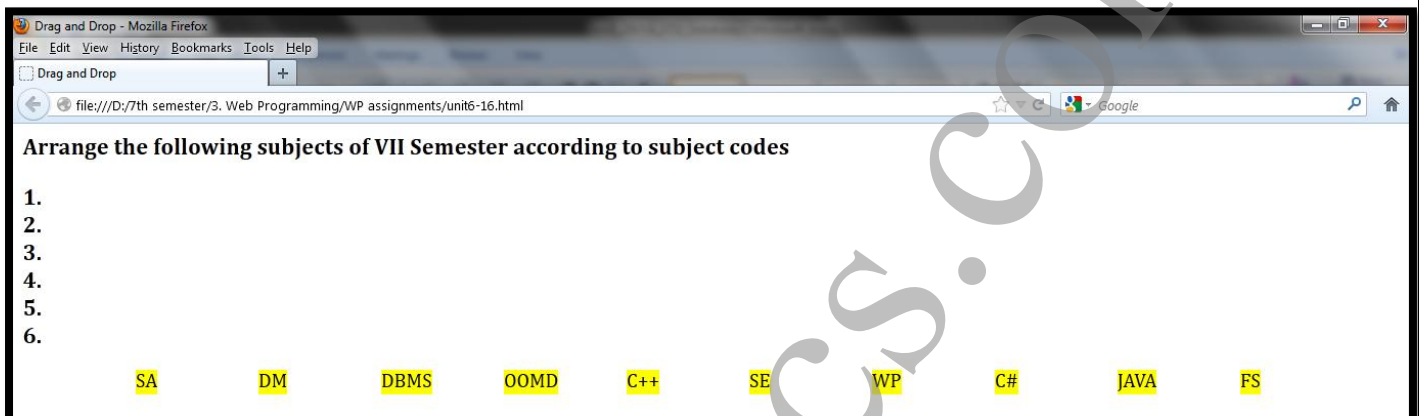 Drag and Drop - Mozilla Firefox
File Edit View History Bookmarks Tools Help
Drag and Drop
file:///D:/7th semester/3. Web Programming/WP assignments/unit6-16.html
Google
Arrange the following subjects of VII Semester according to subject codes
1.
2.
3.
4.
5.
6.
SA DM DBMS OOMD C++ SE WP C# JAVA FS
cs.co